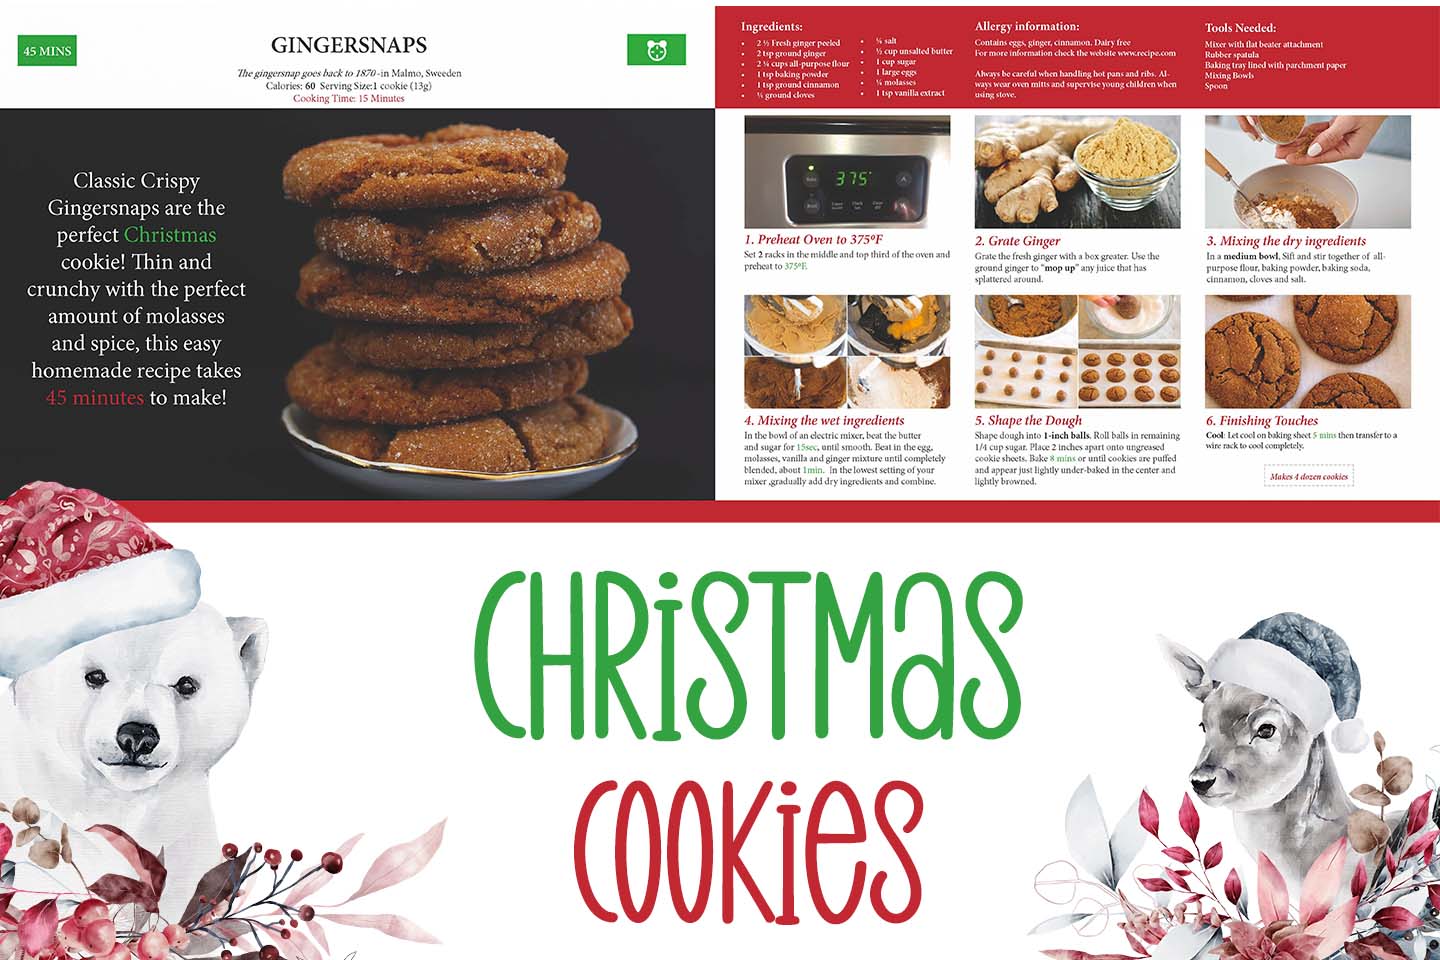 45 MINS
GINGERSNAPS
The gingersnap goes back to 1870 -in Malmo, Sweeden
Calories: 60 Serving Size:1 cookie (13g)
Cooking Time: 15 Minutes
Classic Crispy
Gingersnaps are the
perfect Christmas
cookie! Thin and
crunchy with the perfect
amount of molasses
and spice, this easy
homemade recipe takes
45 minutes to make!
Ingredients:
• 2 ½ Fresh ginger peeled
• 2 tsp ground ginger
• 2 ¼ cups all-purpose flour
• 1 tsp baking powder
• 1 tsp ground cinnamon
• ground cloves
• salt
• ½ cup unsalted butter
• 1 cup sugar
• 1 large eggs
• molasses
• 1 tsp vanilla extract
Allergy information:
Contains eggs, ginger, cinnamon. Dairy free
For more information check the website www.recipe.com
Always be careful when handling hot pans and ribs. Al-
ways wear oven mitts and supervise young children when
using stove.
Tools Needed:
Mixer with flat beater attachment
Rubber spatula
Baking tray lined with parchment paper
Mixing Bowls
Spoon
375°
1. Preheat Oven to 375ºF
Set 2 racks in the middle and top third of the oven and
preheat to 375ºF.
2. Grate Ginger
Grate the fresh ginger with a box greater. Use the
ground ginger to "mop up" any juice that has
splattered around.
3. Mixing the dry ingredients
In a medium bowl, Sift and stir together of all-
purpose flour, baking powder, baking soda,
cinnamon, cloves and salt.
4. Mixing the wet ingredients
In the bowl of an electric mixer, beat the butter
and sugar for 15sec, until smooth. Beat in the egg,
molasses, vanilla and ginger mixture until completely
blended, about 1min. In the lowest setting of your
mixer ,gradually add dry ingredients and combine.
5. Shape the Dough
Shape dough into 1-inch balls. Roll balls in remaining
1/4 cup sugar. Place 2 inches apart onto ungreased
cookie sheets. Bake 8 mins or until cookies are puffed
and appear just lightly under-baked in the center and
lightly browned.
6. Finishing Touches
Cool: Let cool on baking sheet 5 mins then transfer to a
wire rack to cool completely.
Makes 4 dozen cookies
CHRISTMAS
COOKIES